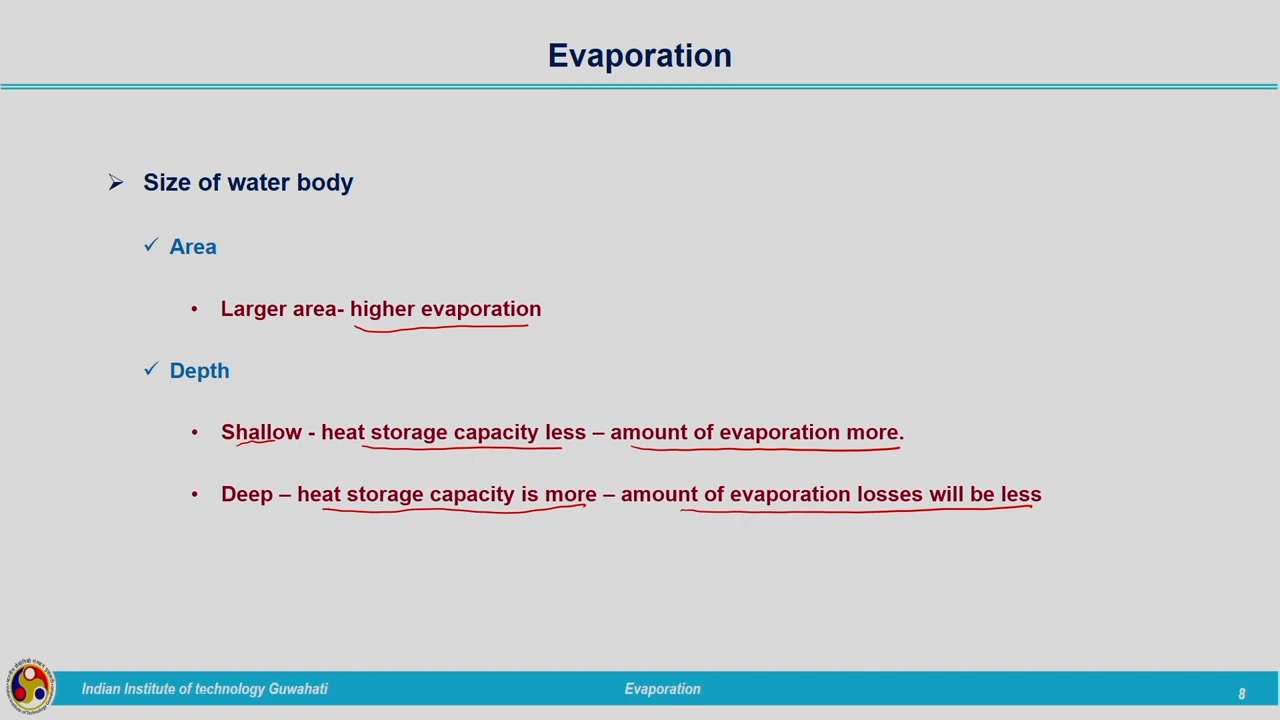 Evaporation
Size of water body
Area
Larger area- higher evaporation
Depth
Shallow - heat storage capacity less – amount of evaporation more.
Deep – heat storage capacity is more – amount of evaporation losses will be less
Indian Institute of technology Guwahati
Evaporation
8